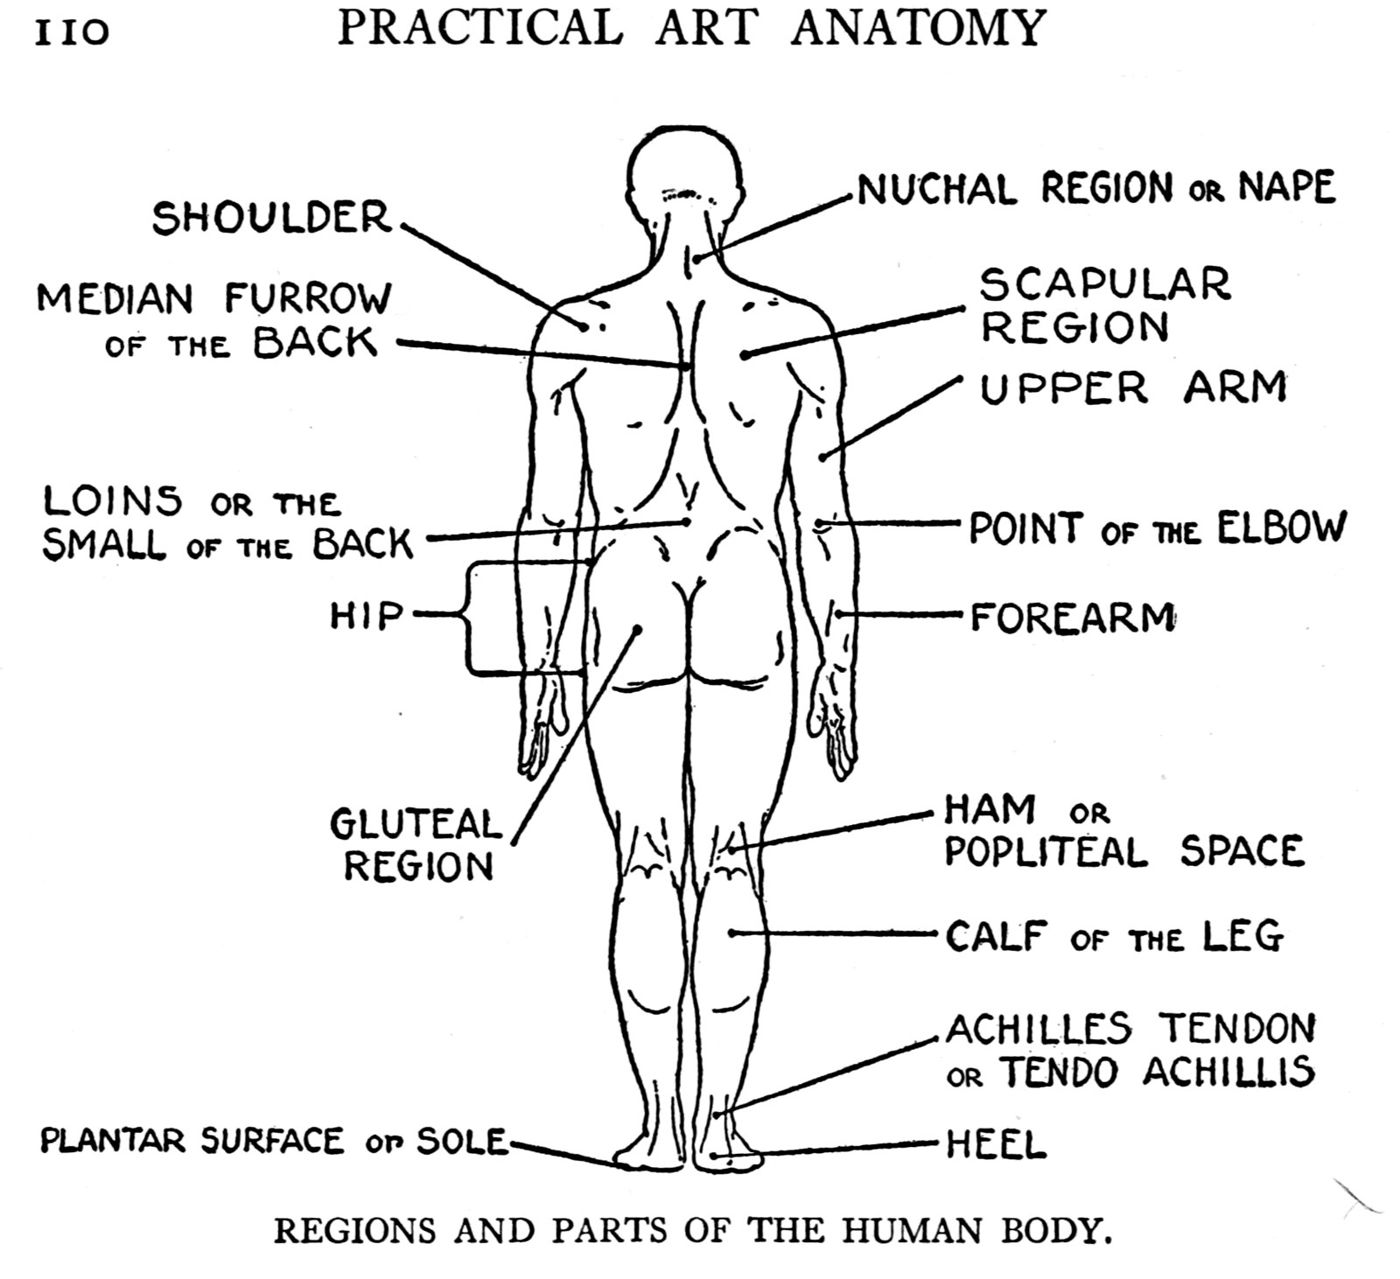 110
PRACTICAL ART ANATOMY
SHOULDER
MEDIAN FURROW
OF THE BACK
LOINS OR THE
SMALL OF THE BACK
HIP
GLUTEAL
REGION
PLANTAR SURFACE or SOLE
NUCHAL REGION OR NAPE
SCAPULAR
REGION
UPPER ARM
POINT OF THE ELBOW
FOREARM
HAM OR
POPLITEAL SPACE
CALF OF THE LEG
ACHILLES TENDON
OR TENDO ACHILLIS
HEEL
REGIONS AND PARTS OF THE HUMAN BODY.